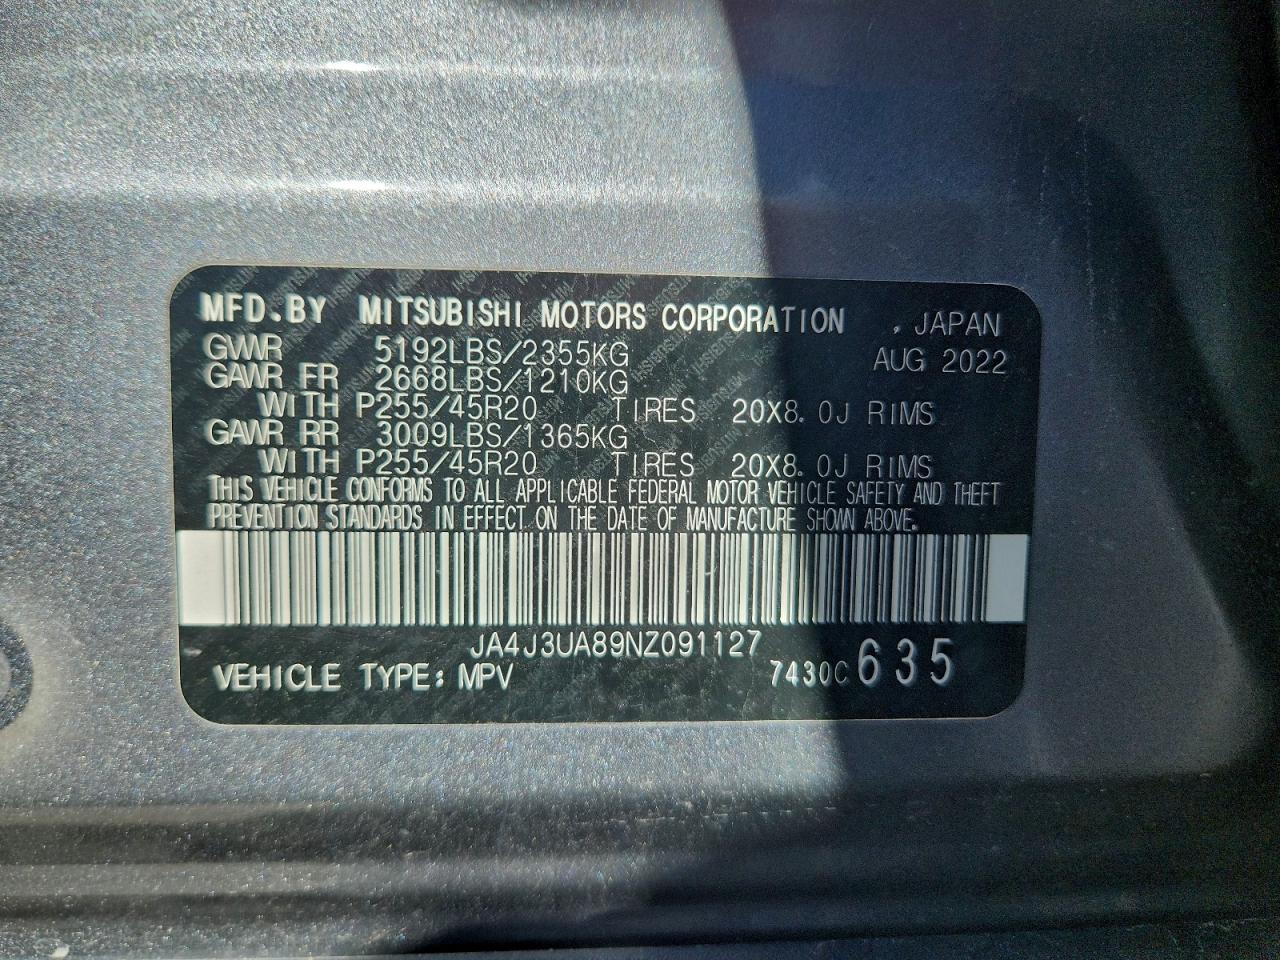 MFD.BY MITSUBISHI MOTORS CORPORATION , JAPAN
GVWR 5192LBS/2355KG AUG 2022
GAWR FR 2668LBS/1210KG
WITH P255/45R20 TIRES 20X8.0J RIMS
GAWR RR 3009LBS/1365KG
WITH P255/45R20 TIRES 20X8.0J RIMS
THIS VEHICLE CONFORMS TO ALL APPLICABLE FEDERAL MOTOR VEHICLE SAFETY AND THEFT
PREVENTION STANDARDS IN EFFECT ON THE DATE OF MANUFACTURE SHOWN ABOVE.
JA4J3UA89NZ091127
VEHICLE TYPE: MPV 7430C 635